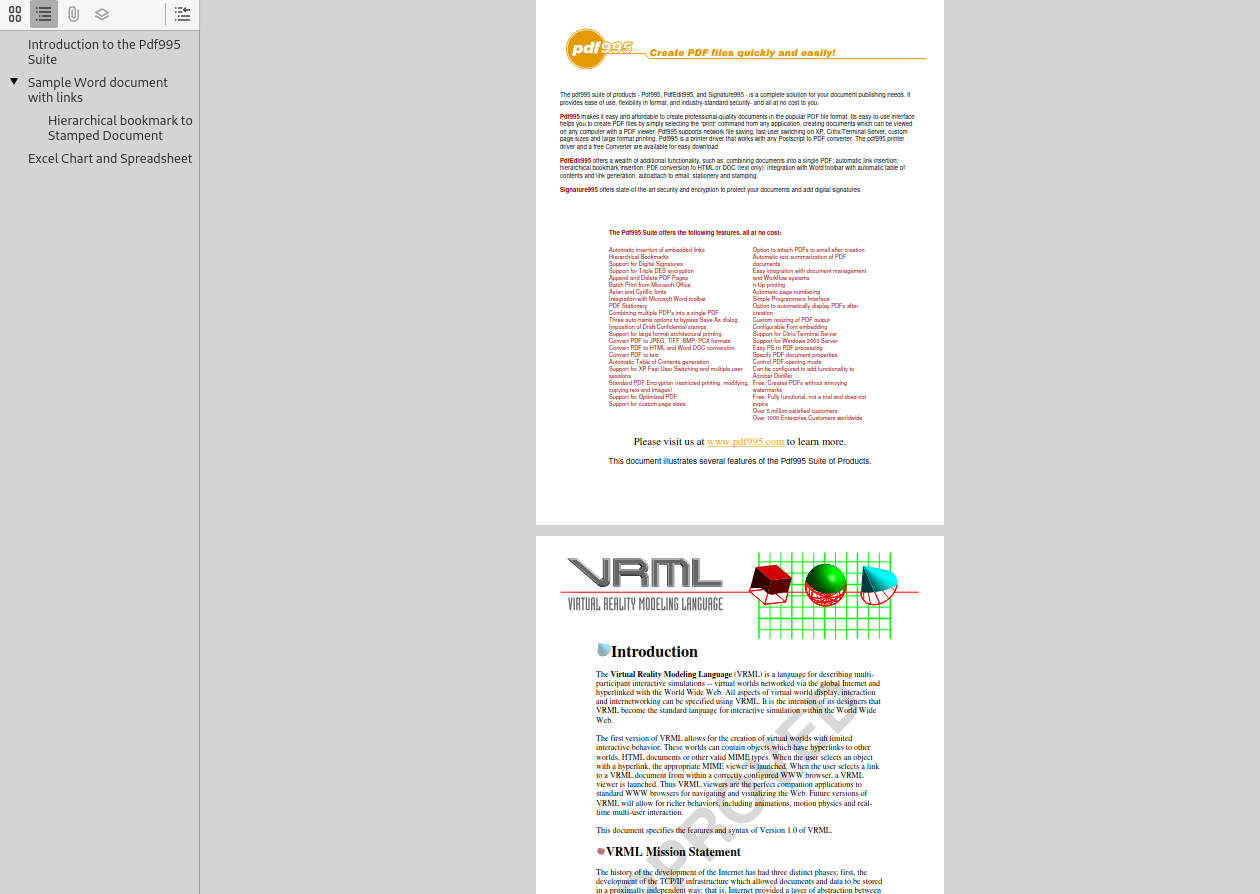 Introduction to the Pdf995
Suite
Sample Word document
with links
Hierarchical bookmark to
Stamped Document
Excel Chart and Spreadsheet
pdf995
Create PDF files quickly and easily!
The pdf995 suite of products - Pdf995, PdfEdit995, and Signature995 - is a complete solution for your document publishing needs. It
provides ease of use, flexibility in format, and industry-standard security- and all at no cost to you.
Pdf995 makes it easy and affordable to create professional-quality documents in the popular PDF file format. Its easy-to-use interface
helps you to create PDF files by simply selecting the "print" command from any application, creating documents which can be viewed
on any computer with a PDF viewer. Pdf995 supports network file saving, fast user switching on XP, Citrix/Terminal Server, custom
page sizes and large format printing. Pdf995 is a printer driver that works with any Postscript to PDF converter. The pdf995 printer
driver and a free Converter are available for easy download.
PdfEdit995 offers a wealth of additional functionality, such as: combining documents into a single PDF; automatic link insertion;
hierarchical bookmark insertion; PDF conversion to HTML or DOC (text only); integration with Word toolbar with automatic table of
contents and link generation; autoattach to email; stationery and stamping.
Signature995 offers state-of-the-art security and encryption to protect your documents and add digital signatures.
The Pdf995 Suite offers the following features, all at no cost:
Automatic insertion of embedded links
Hierarchical Bookmarks
Support for Digital Signatures
Support for Triple DES encryption
Append and Delete PDF Pages
Batch Print from Microsoft Office
Asian and Cyrillic fonts
Integration with Microsoft Word toolbar
PDF Stationery
Combining multiple PDF's into a single PDF
Three auto-name options to bypass Save As dialog
Imposition of Draft/Confidential stamps
Support for large format architectural printing
Convert PDF to JPEG, TIFF, BMP, PCX formats
Convert PDF to HTML and Word DOC conversion
Convert PDF to text
Automatic Table of Contents generation
Support for XP Fast User Switching and multiple user
sessions
Standard PDF Encryption (restricted printing, modifying,
copying text and images)
Support for Optimized PDF
Support for custom page sizes
Option to attach PDFs to email after creation
Automatic text summarization of PDF
documents
Easy integration with document management
and Workflow systems
n-Up printing
Automatic page numbering
Simple Programmers Interface
Option to automatically display PDFs after
creation
Custom resizing of PDF output
Configurable Font embedding
Support for Citrix/Terminal Server
Support for Windows 2003 Server
Easy PS to PDF processing
Specify PDF document properties
Control PDF opening mode
Can be configured to add functionality to
Acrobat Distiller
Free: Creates PDFs without annoying
watermarks
Free: Fully functional, not a trial and does not
expire
Over 5 million satisfied customers
Over 1000 Enterprise Customers worldwide
Please visit us at www.pdf995.com to learn more.
This document illustrates several features of the Pdf995 Suite of Products.
VRML
VIRTUAL REALITY MODELING LANGUAGE
Introduction
The Virtual Reality Modeling Language (VRML) is a language for describing multi-
participant interactive simulations -- virtual worlds networked via the global Internet and
hyperlinked with the World Wide Web. All aspects of virtual world display, interaction
and internetworking can be specified using VRML. It is the intention of its designers that
VRML become the standard language for interactive simulation within the World Wide
Web.
The first version of VRML allows for the creation of virtual worlds with limited
interactive behavior. These worlds can contain objects which have hyperlinks to other
worlds, HTML documents or other valid MIME types. When the user selects an object
with a hyperlink, the appropriate MIME viewer is launched. When the user selects a link
to a VRML document from within a correctly configured WWW browser, a VRML
viewer is launched. Thus VRML viewers are the perfect companion applications to
standard WWW browsers for navigating and visualizing the Web. Future versions of
VRML will allow for richer behaviors, including animations, motion physics and real-
time multi-user interaction.
This document specifies the features and syntax of Version 1.0 of VRML.
VRML Mission Statement
The history of the development of the Internet has had three distinct phases; first, the
development of the TCP/IP infrastructure which allowed documents and data to be stored
in a proximally independent way; that is, Internet provided a layer of abstraction between
PROVED